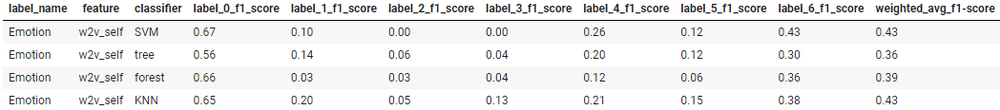 label_name feature classifier label_0_f1_score label_1_f1_score label_2_f1_score label_3_f1_score label_4_f1_score label_5_f1_score label_6_f1_score weighted_avg_f1-score
Emotion w2v_self SVM 0.67 0.10 0.00 0.00 0.26 0.12 0.43 0.43
Emotion w2v_self tree 0.56 0.14 0.06 0.04 0.20 0.12 0.30 0.36
Emotion w2v_self forest 0.66 0.03 0.03 0.04 0.12 0.06 0.36 0.39
Emotion w2v_self KNN 0.65 0.20 0.05 0.13 0.21 0.15 0.38 0.43